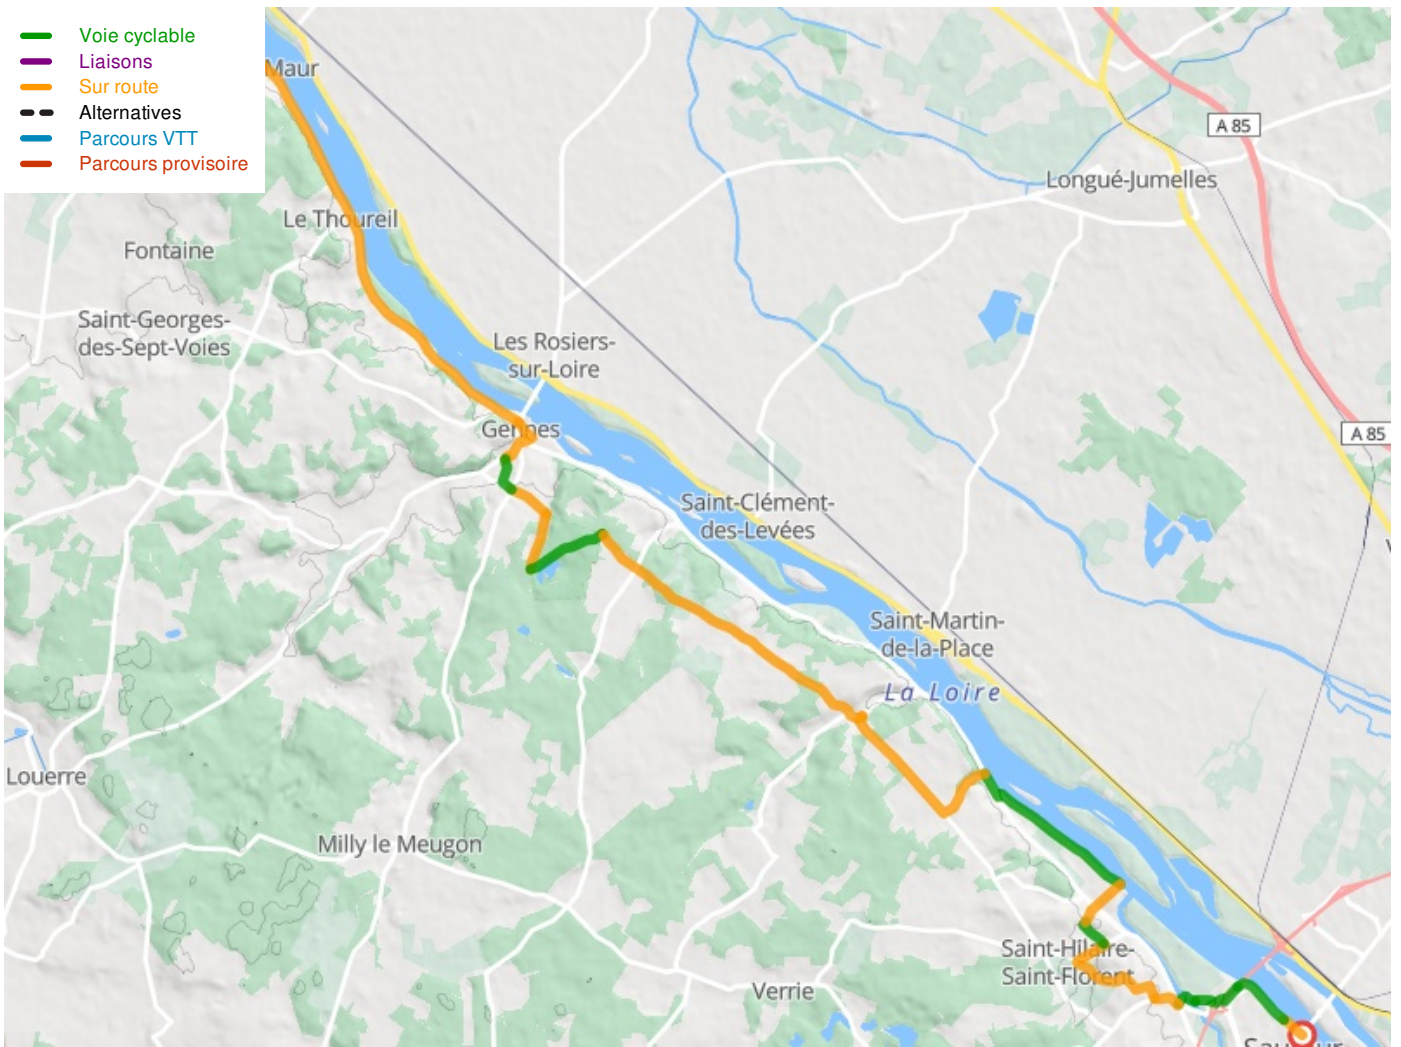 Voie cyclable
Liaisons
Sur route
Alternatives
Parcours VTT
Parcours provisoire
Maur
A 85
Longué-Jumelles
Le Thoureil
Fontaine
Saint-Georges-
des-Sept-Voies
Les Rosiers-
sur-Loire
Gennes
A 85
Saint-Clément-
des-Levées
Saint-Martin-
de-la-Place
La Loire
Louerre
Milly le Meugon
Saint-Hilaire-
Saint-Florent
Verrie